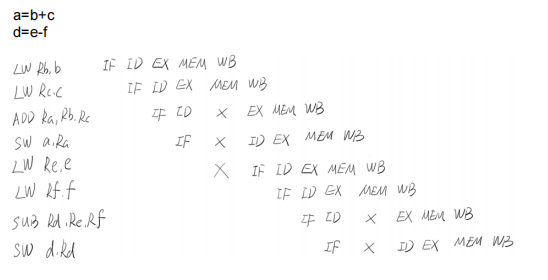 a=b+c
d=e-f
LW Rb,b IF ID EX MEM WB
LW Rc,c IF ID EX MEM WB
ADD Ra,Rb,Rc IF ID X EX MEM WB
SW a,Ra IF X ID EX MEM WB
LW Re,e X IF ID EX MEM WB
LW Rf,f IF ID EX MEM WB
SUB Rd,Re,Rf IF ID X EX MEM WB
SW d,Rd IF X ID EX MEM WB